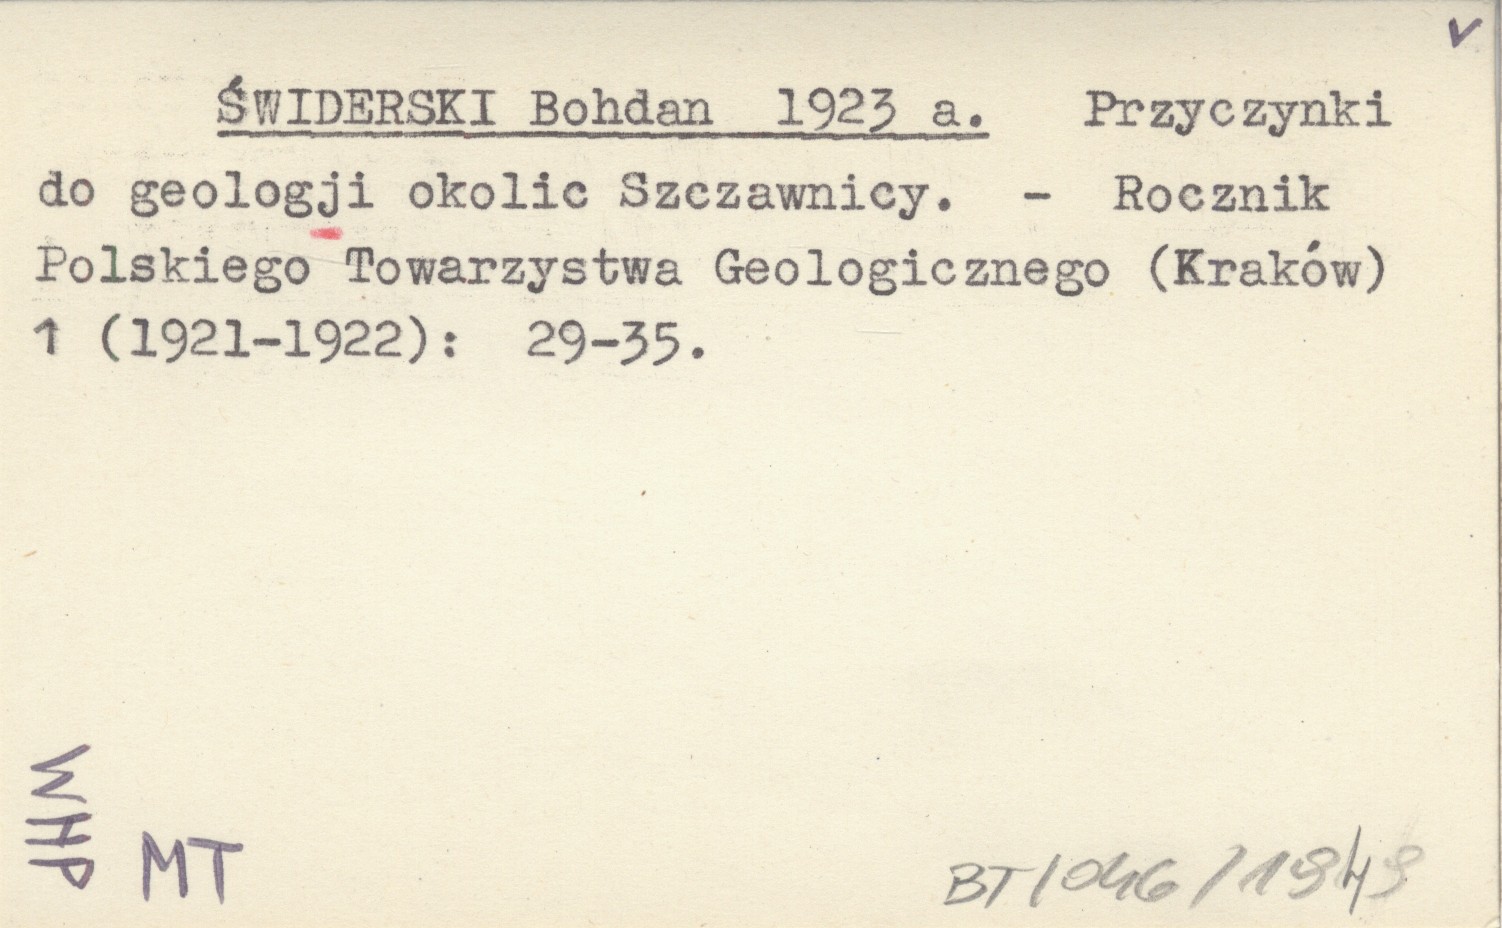 v
ŚWIDERSKI Bohdan 1923 a. Przyczynki
do geologji okolic Szczawnicy. - Rocznik
Polskiego Towarzystwa Geologicznego (Kraków)
1 (1921-1922): 29-35.
WHP
MT